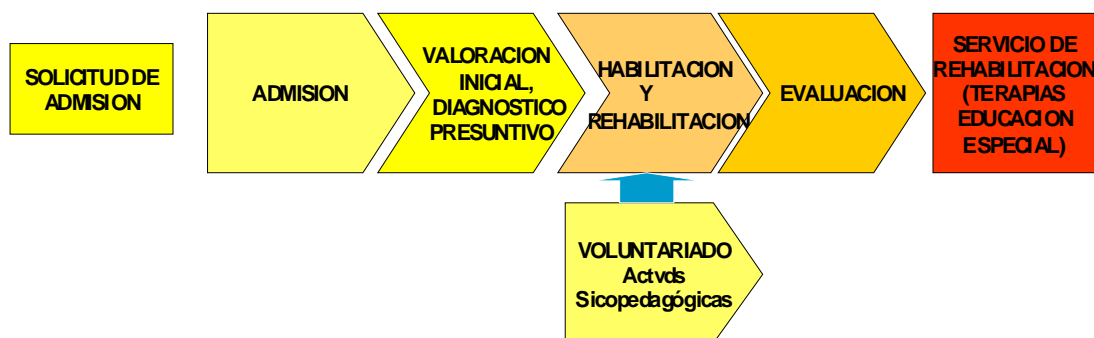 SOLICITUD DE
ADMISION
ADMISION
VALORACION
INICIAL,
DIAGNOSTICO
PRESUNTIVO
HABILITACION
Y
REHABILITACION
EVALUACION
SERVICIO DE
REHABILITACION
(TERAPIAS
EDUCACION
ESPECIAL)
VOLUNTARIADO
Actvds
Sicopedagógicas